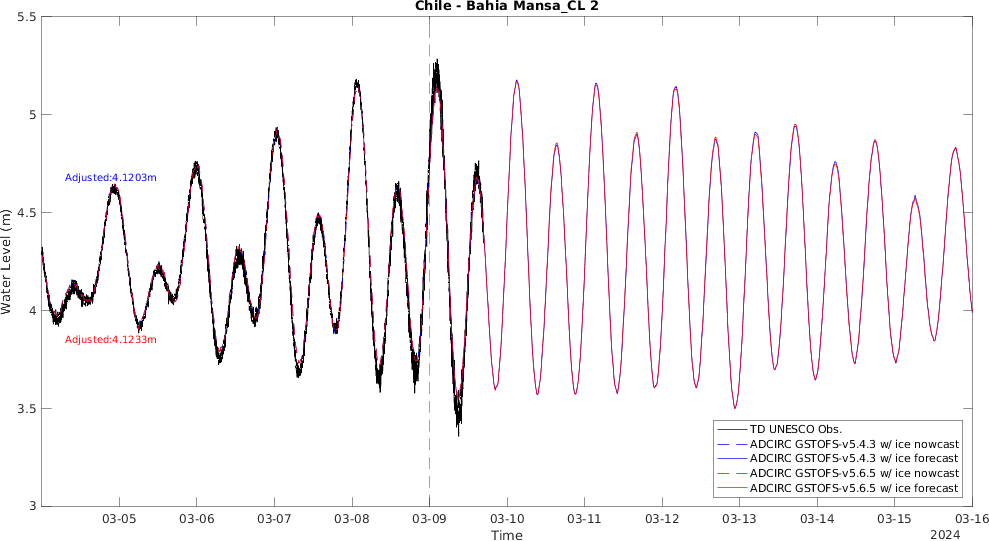 Chile - Bahia Mansa_CL 2
5.5
5
4.5
4
3.5
3
Water Level (m)
Adjusted:4.1203m
Adjusted:4.1233m
TD UNESCO Obs.
ADCIRC GSTOFS-v5.4.3 w/ ice nowcast
ADCIRC GSTOFS-v5.4.3 w/ ice forecast
ADCIRC GSTOFS-v5.6.5 w/ ice nowcast
ADCIRC GSTOFS-v5.6.5 w/ ice forecast
03-05 03-06 03-07 03-08 03-09 03-10 03-11 03-12 03-13 03-14 03-15 03-16
Time
2024